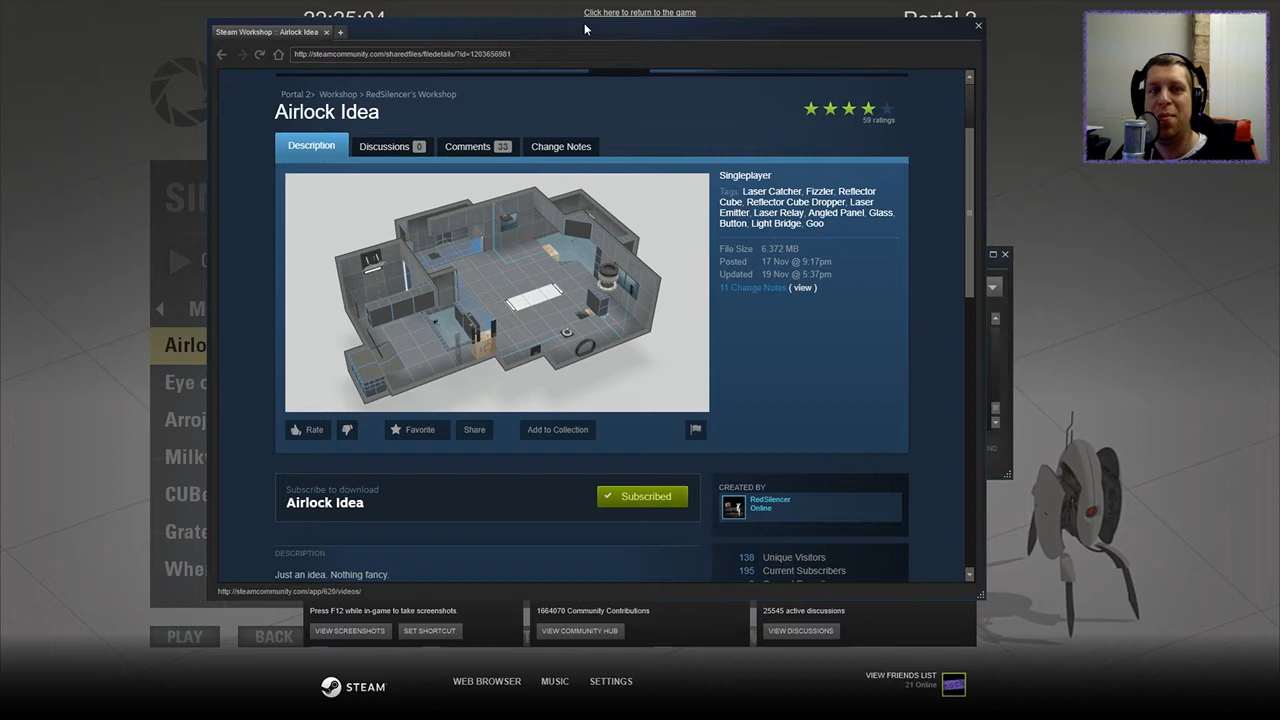 22:25:04
Click here to return to the game
Portal 2
Steam Workshop :: Airlock Idea
http://steamcommunity.com/sharedfiles/filedetails/?id=1203656981
Portal 2> Workshop > RedSilencer's Workshop
Airlock Idea
59 ratings
Description
Discussions 0
Comments 33
Change Notes
Singleplayer
Tags: Laser Catcher, Fizzler, Reflector
Cube, Reflector Cube Dropper, Laser
Emitter, Laser Relay, Angled Panel, Glass,
Button, Light Bridge, Goo
File Size 6.372 MB
Posted 17 Nov @ 9:17pm
Updated 19 Nov @ 5:37pm
11 Change Notes ( view )
Rate
Favorite
Share
Add to Collection
Subscribe to download
Airlock Idea
Subscribed
CREATED BY
RedSilencer
Online
138 Unique Visitors
195 Current Subscribers
DESCRIPTION
Just an idea. Nothing fancy.
http://steamcommunity.com/app/620/videos/
SIN
C
M
Airlo
Eye o
Arroj
Milk
CUBe
Grate
Whe
PLAY
BACK
Press F12 while in-game to take screenshots.
VIEW SCREENSHOTS
SET SHORTCUT
1664070 Community Contributions
VIEW COMMUNITY HUB
25545 active discussions
VIEW DISCUSSIONS
STEAM
WEB BROWSER
MUSIC
SETTINGS
VIEW FRIENDS LIST
21 Online